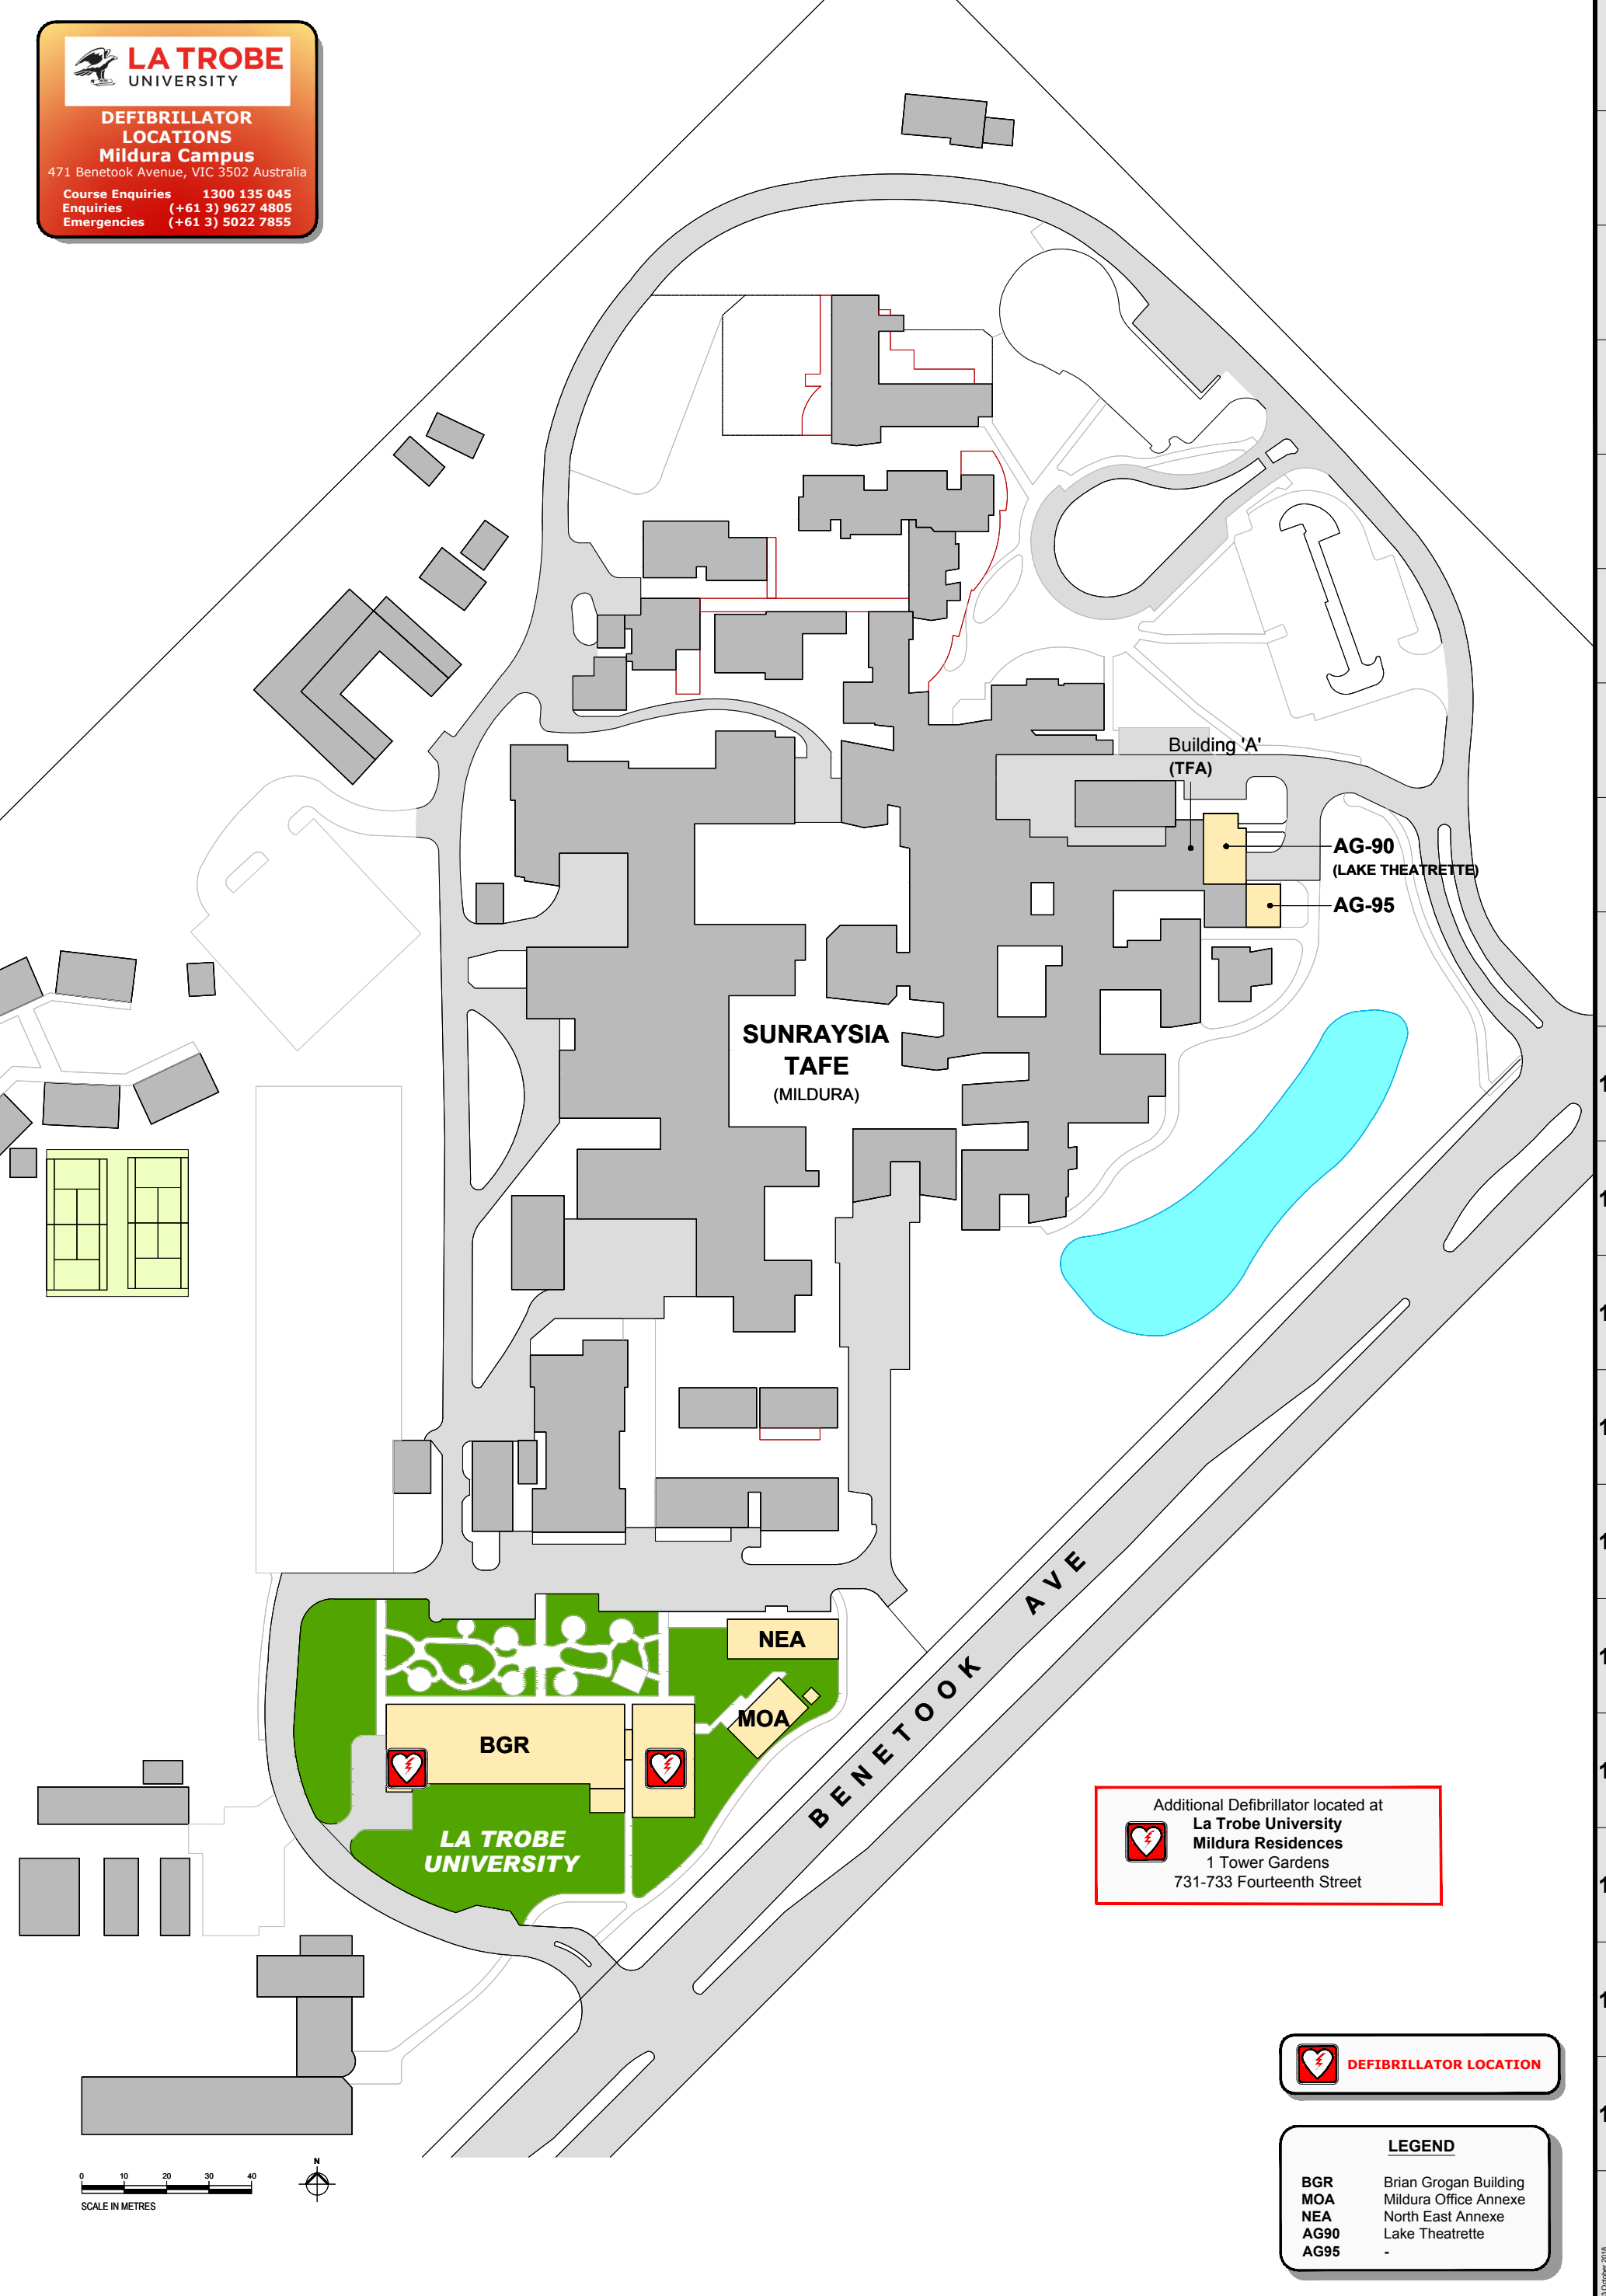 LA TROBE
UNIVERSITY
DEFIBRILLATOR
LOCATIONS
Mildura Campus
471 Benetook Avenue, VIC 3502 Australia
Course Enquiries 1300 135 045
Enquiries (+61 3) 9627 4805
Emergencies (+61 3) 5022 7855
Building 'A'
(TFA)
AG-90
(LAKE THEATRETTE)
AG-95
SUNRAYSIA
TAFE
(MILDURA)
BENETOOK AVE
NEA
MOA
BGR
LA TROBE
UNIVERSITY
Additional Defibrillator located at
La Trobe University
Mildura Residences
1 Tower Gardens
731-733 Fourteenth Street
DEFIBRILLATOR LOCATION
LEGEND
BGR Brian Grogan Building
MOA Mildura Office Annexe
NEA North East Annexe
AG90 Lake Theatrette
AG95 -
N
0 10 20 30 40
SCALE IN METRES
October 2018